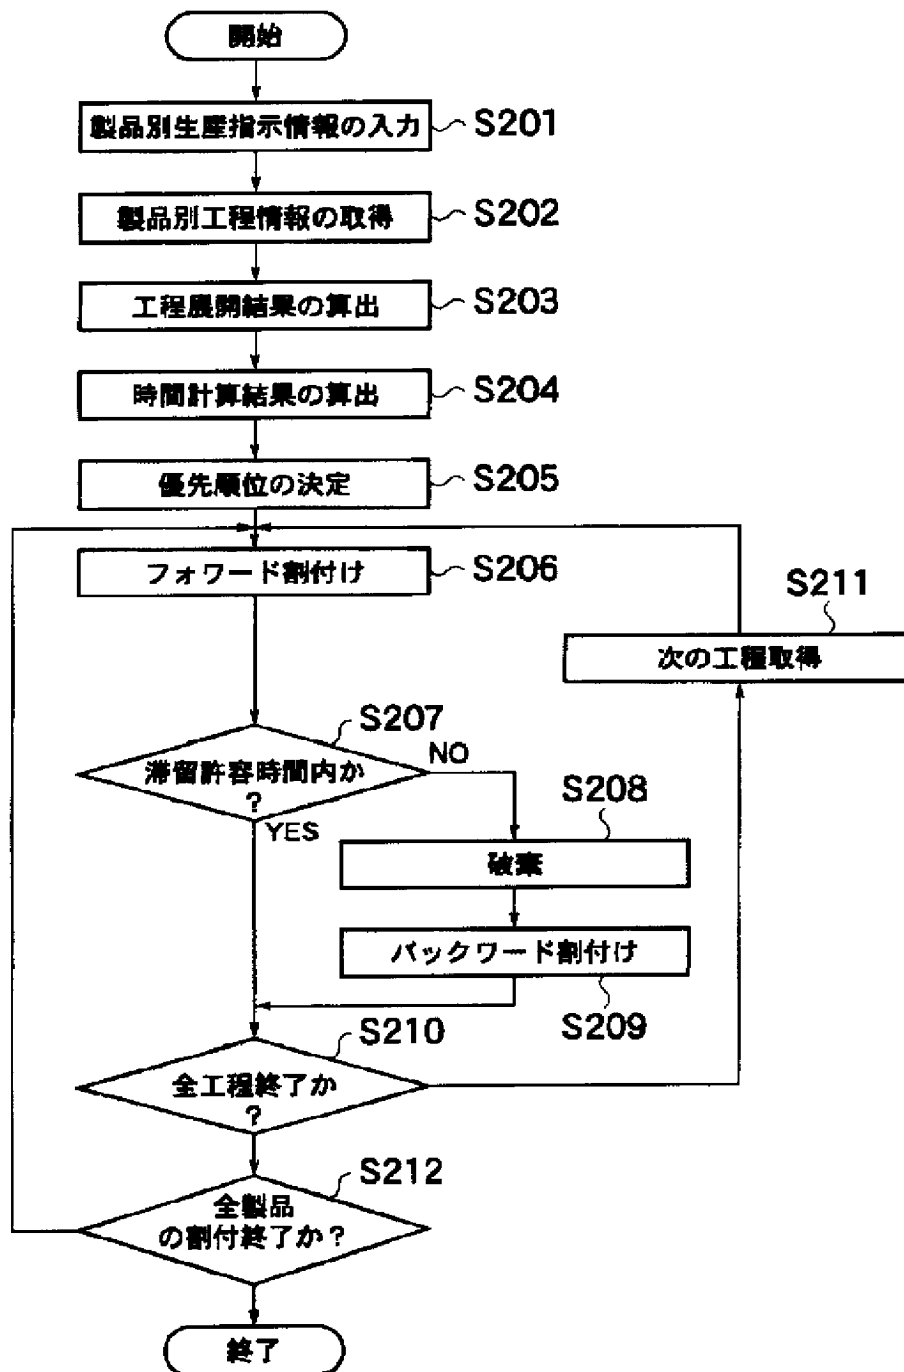 開始
製品別生産指示情報の入力
S201
製品別工程情報の取得
S202
工程展開結果の算出
S203
時間計算結果の算出
S204
優先順位の決定
S205
フォワード割付け
S206
S211
次の工程取得
S207
滞留許容時間内か
?
NO
YES
S208
破棄
バックワード割付け
S209
S210
全工程終了か
?
S212
全製品
の割付終了か?
終了